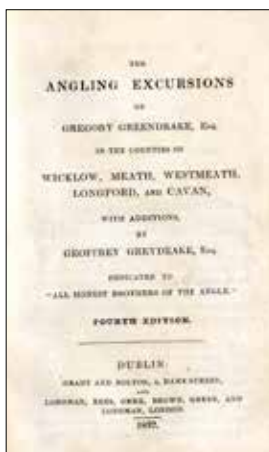 THE
ANGLING EXCURSIONS
OF
GREGORY GREENDRAKE, Esq.
IN THE COUNTIES OF
WICKLOW, MEATH, WESTMEATH,
LONGFORD, AND CAVAN,
WITH ADDITIONS,
BY
GEOFFREY GREYDRAKE, Esq.
DEDICATED TO
"ALL HONEST BROTHERS OF THE ANGLE."
FOURTH EDITION.
DUBLIN:
GRANT AND BOLTON, DAME-STREET,
AND
LONGMAN, REES, ORME, BROWN, GREEN, AND
LONGMAN, LONDON.
1832.